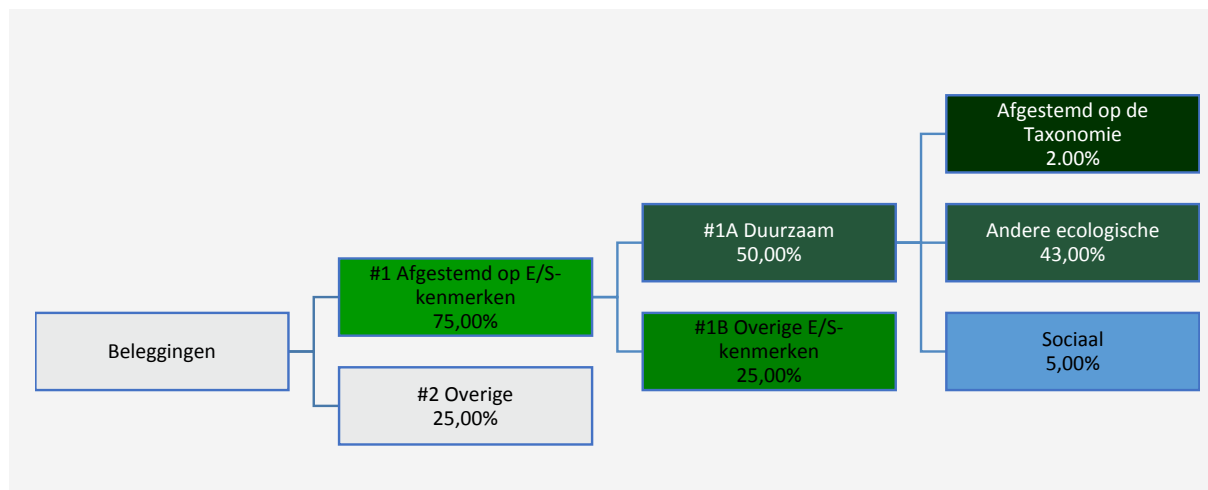 Beleggingen
#1 Afgestemd op E/S-
kenmerken
75,00%
#2 Overige
25,00%
#1A Duurzaam
50,00%
#1B Overige E/S-
kenmerken
25,00%
Afgestemd op de
Taxonomie
2.00%
Andere ecologische
43,00%
Sociaal
5,00%